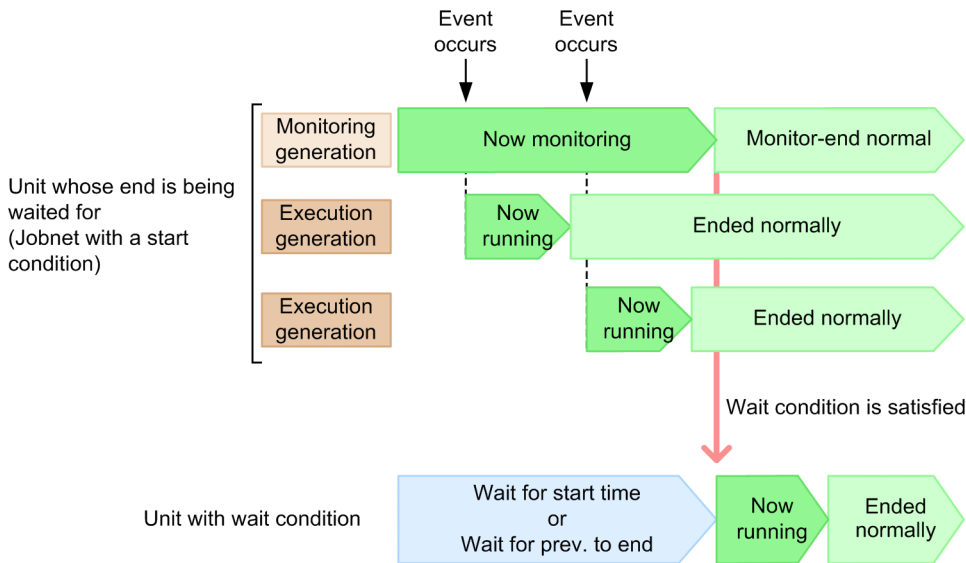 Event
occurs
Event
occurs
Monitoring
generation
Now monitoring
Monitor-end normal
Unit whose end is being
waited for
(Jobnet with a start
condition)
Execution
generation
Now
running
Ended normally
Execution
generation
Now
running
Ended normally
Wait condition is satisfied
Unit with wait condition
Wait for start time
or
Wait for prev. to end
Now
running
Ended
normally